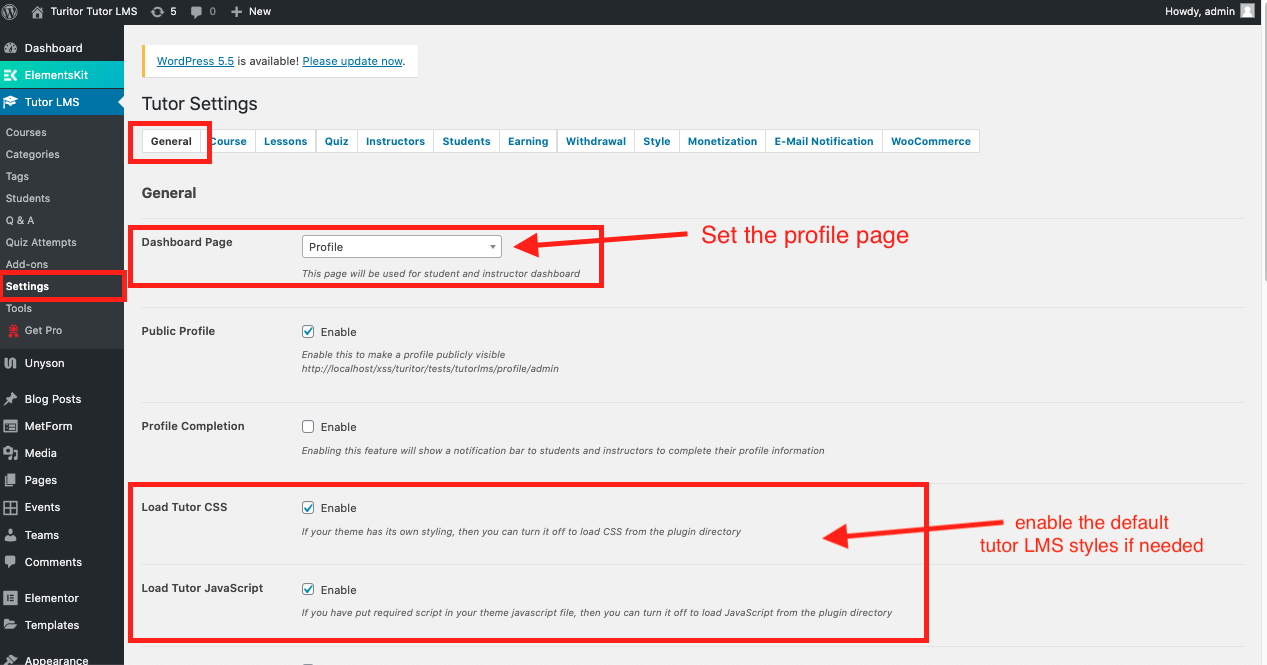 Turitor Tutor LMS 5 0 New Howdy, admin
Dashboard
ElementsKit
Tutor LMS
Courses
Categories
Tags
Students
Q & A
Quiz Attempts
Add-ons
Settings
Tools
Get Pro
Unyson
Blog Posts
MetForm
Media
Pages
Events
Teams
Comments
Elementor
Templates
Appearance
WordPress 5.5 is available! Please update now.
Tutor Settings
General Course Lessons Quiz Instructors Students Earning Withdrawal Style Monetization E-Mail Notification WooCommerce
General
Dashboard Page Profile
This page will be used for student and instructor dashboard
Set the profile page
Public Profile Enable
Enable this to make a profile publicly visible
http://localhost/xss/turitor/tests/tutorlms/profile/admin
Profile Completion Enable
Enabling this feature will show a notification bar to students and instructors to complete their profile information
Load Tutor CSS Enable
If your theme has its own styling, then you can turn it off to load CSS from the plugin directory
enable the default
tutor LMS styles if needed
Load Tutor JavaScript Enable
If you have put required script in your theme javascript file, then you can turn it off to load JavaScript from the plugin directory